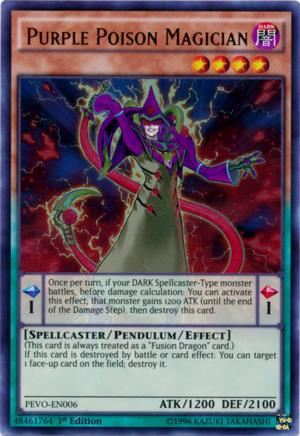 PURPLE POISON MAGICIAN
DARK
闇
Once per turn, if your DARK Spellcaster-Type monster
battles, before damage calculation: You can activate
this effect; that monster gains 1200 ATK (until the end
of the Damage Step), then destroy this card.
1
1
[SPELLCASTER/PENDULUM/EFFECT]
(This card is always treated as a "Fusion Dragon" card.)
If this card is destroyed by battle or card effect: You can target
1 face-up card on the field; destroy it.
PEVO-EN006
ATK/1200 DEF/2100
48461764 1st Edition
©1996 KAZUKI TAKAHASHI